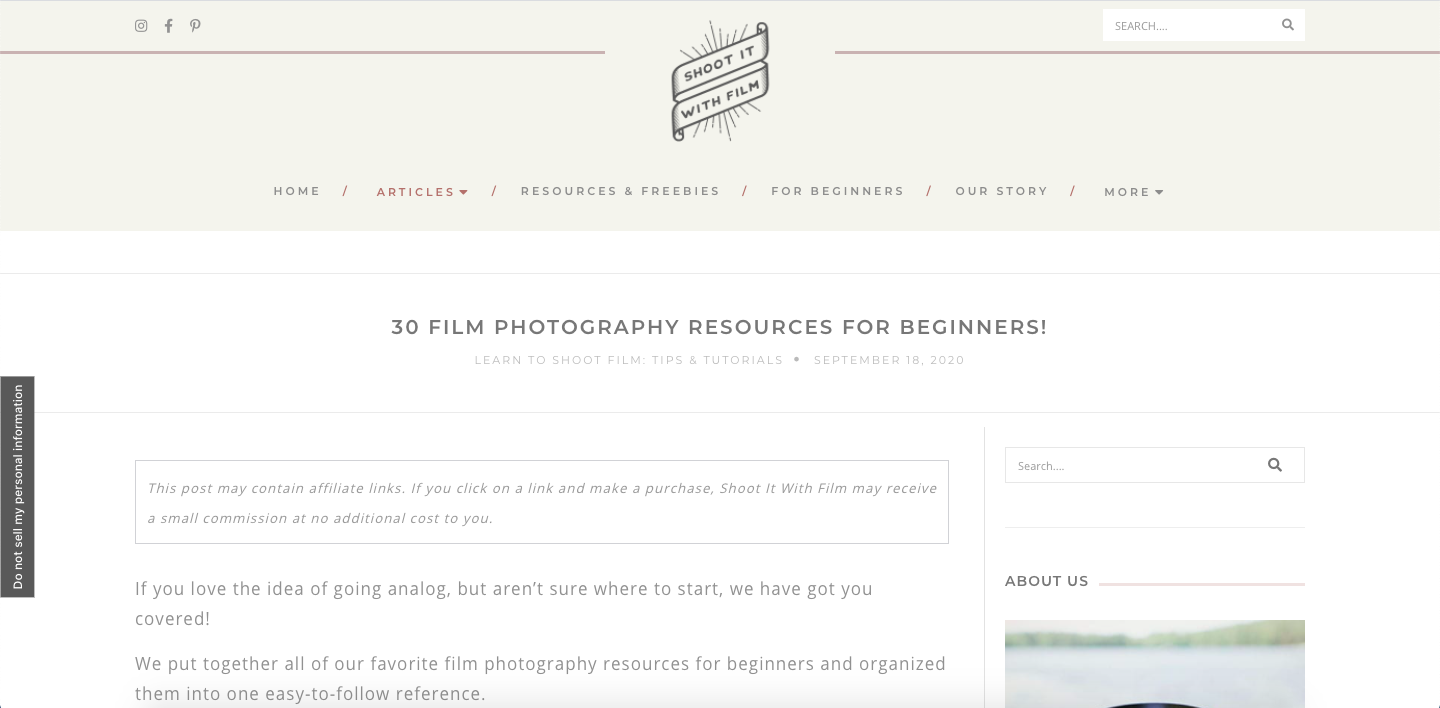 SEARCH....
SHOOT IT
WITH FILM
HOME / ARTICLES / RESOURCES & FREEBIES / FOR BEGINNERS / OUR STORY / MORE
30 FILM PHOTOGRAPHY RESOURCES FOR BEGINNERS!
LEARN TO SHOOT FILM: TIPS & TUTORIALS • SEPTEMBER 18, 2020
Do not sell my personal information
This post may contain affiliate links. If you click on a link and make a purchase, Shoot It With Film may receive
a small commission at no additional cost to you.
If you love the idea of going analog, but aren’t sure where to start, we have got you
covered!
We put together all of our favorite film photography resources for beginners and organized
them into one easy-to-follow reference.
Search....
ABOUT US